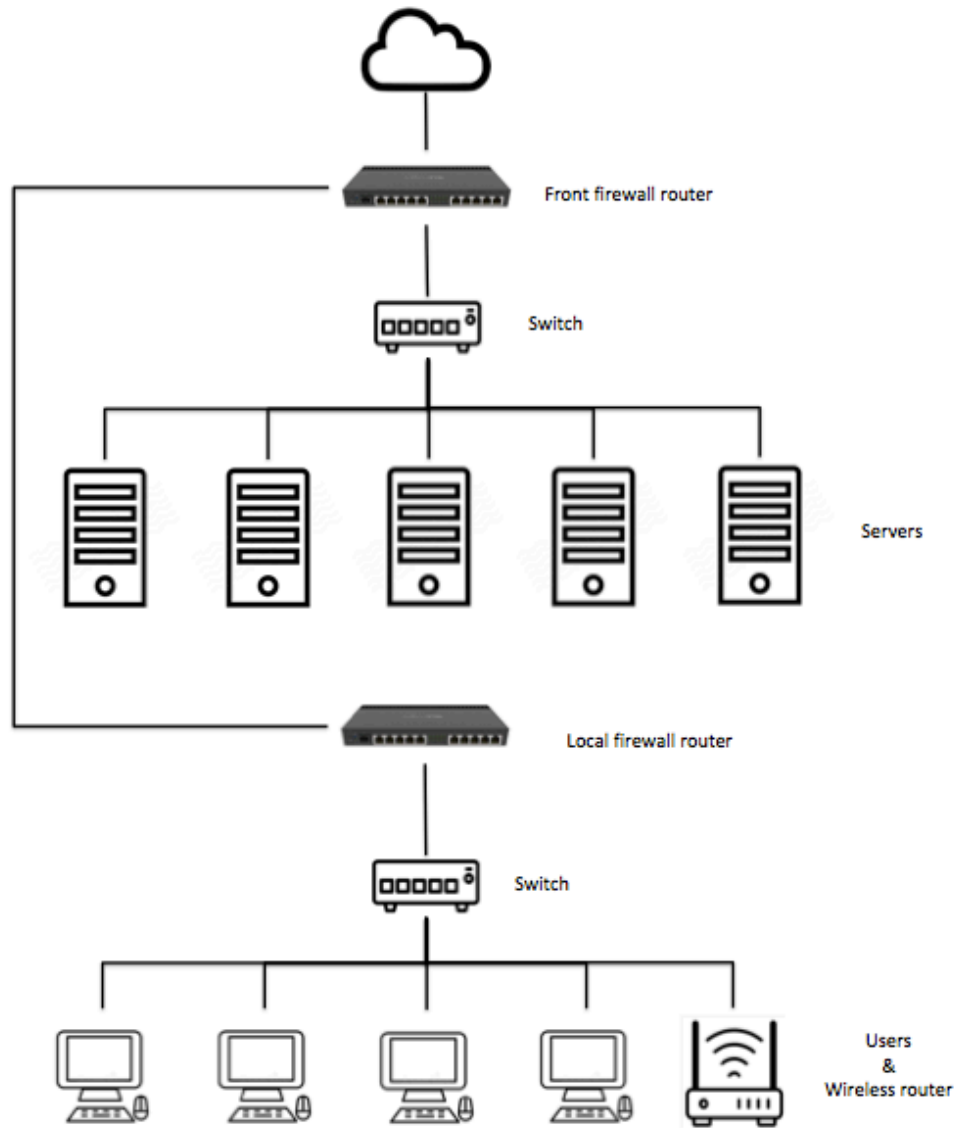 Front firewall router
Switch
Servers
Local firewall router
Switch
Users
&
Wireless router